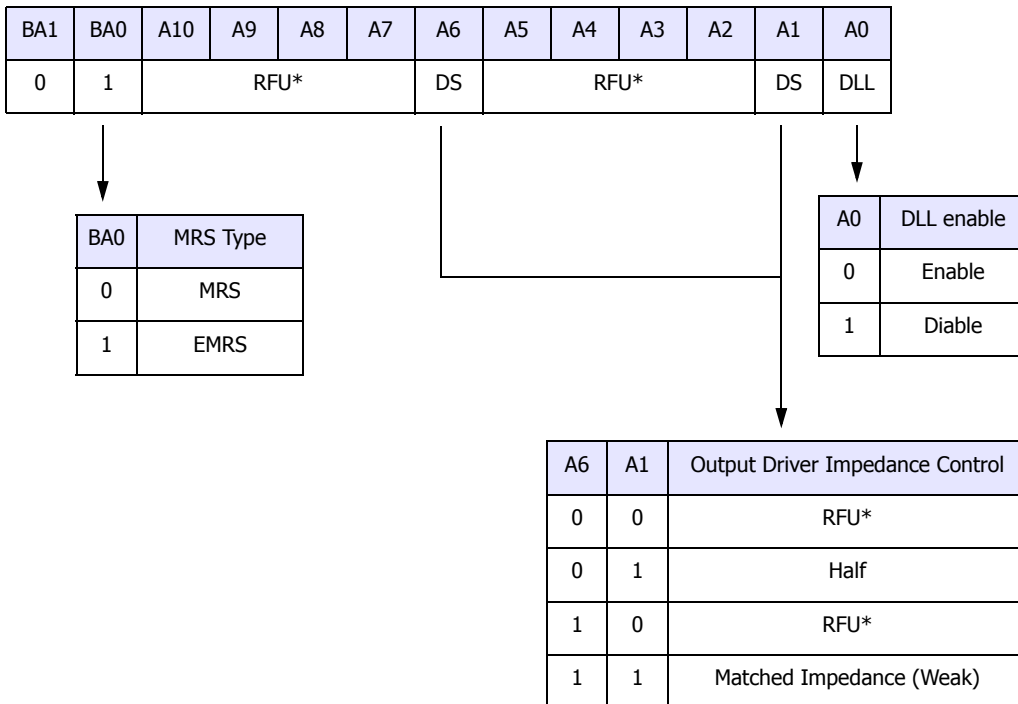 BA1 BA0 A10 A9 A8 A7 A6 A5 A4 A3 A2 A1 A0
0 1 RFU* DS RFU* DS DLL
BA0 MRS Type
0 MRS
1 EMRS
A0 DLL enable
0 Enable
1 Diable
A6 A1 Output Driver Impedance Control
0 0 RFU*
0 1 Half
1 0 RFU*
1 1 Matched Impedance (Weak)